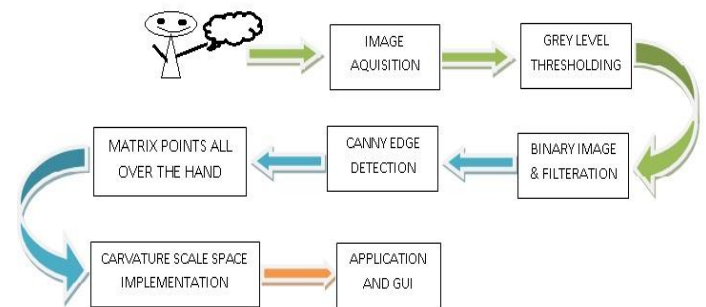 IMAGE
AQUISITION
GREY LEVEL
THRESHOLDING
BINARY IMAGE
& FILTERATION
CANNY EDGE
DETECTION
MATRIX POINTS ALL
OVER THE HAND
CARVATURE SCALE SPACE
IMPLEMENTATION
APPLICATION
AND GUI